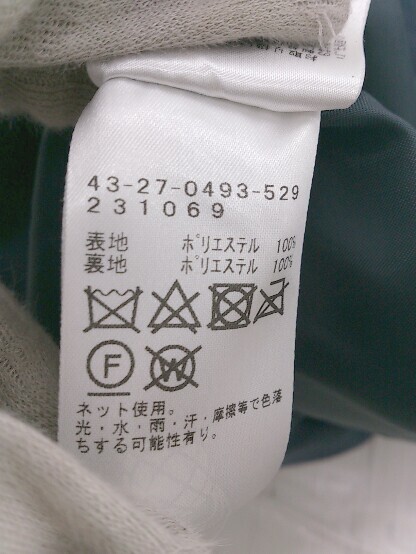 43-27-0493-529
231069
表地 ポリエステル 100%
裏地 ポリエステル 100%
F W
ネット使用。
光・水・雨・汗・摩擦等で色落
ちする可能性有り。